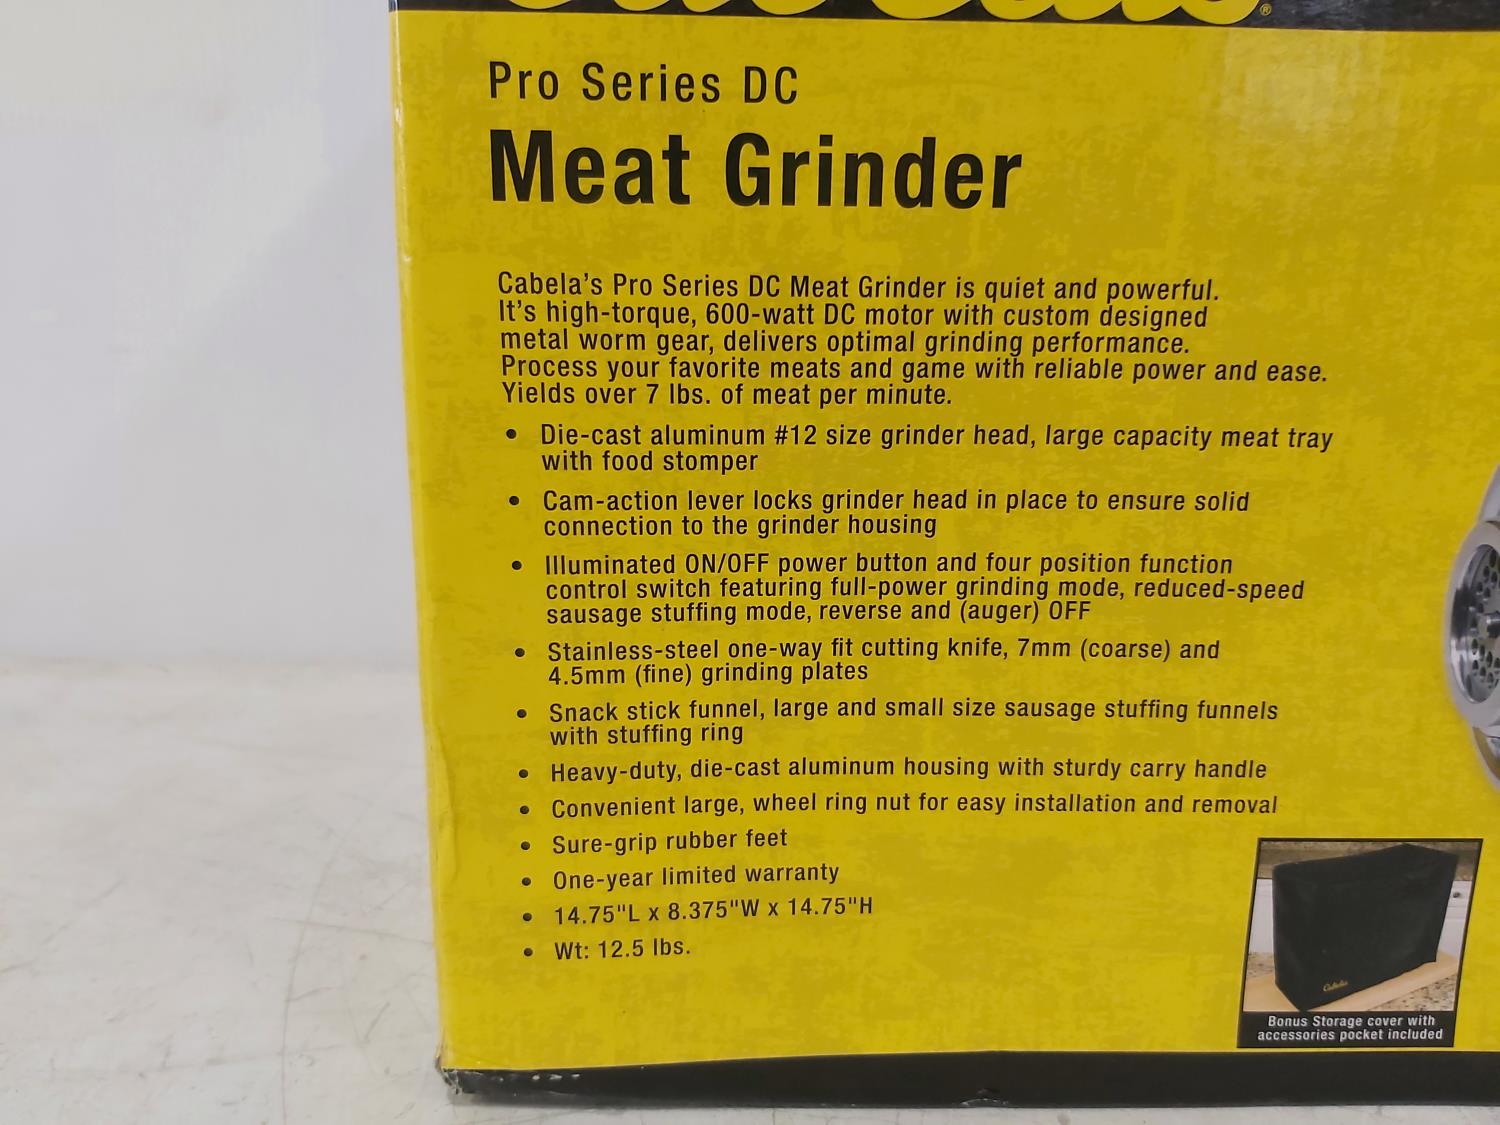 ®
Pro Series DC
Meat Grinder
Cabela's Pro Series DC Meat Grinder is quiet and powerful.
It's high-torque, 600-watt DC motor with custom designed
metal worm gear, delivers optimal grinding performance.
Process your favorite meats and game with reliable power and ease.
Yields over 7 lbs. of meat per minute.
• Die-cast aluminum #12 size grinder head, large capacity meat tray
with food stomper
• Cam-action lever locks grinder head in place to ensure solid
connection to the grinder housing
• Illuminated ON/OFF power button and four position function
control switch featuring full-power grinding mode, reduced-speed
sausage stuffing mode, reverse and (auger) OFF
• Stainless-steel one-way fit cutting knife, 7mm (coarse) and
4.5mm (fine) grinding plates
• Snack stick funnel, large and small size sausage stuffing funnels
with stuffing ring
• Heavy-duty, die-cast aluminum housing with sturdy carry handle
• Convenient large, wheel ring nut for easy installation and removal
• Sure-grip rubber feet
• One-year limited warranty
• 14.75"L x 8.375"W x 14.75"H
• Wt: 12.5 lbs.
Cabela's
Bonus Storage cover with
accessories pocket included